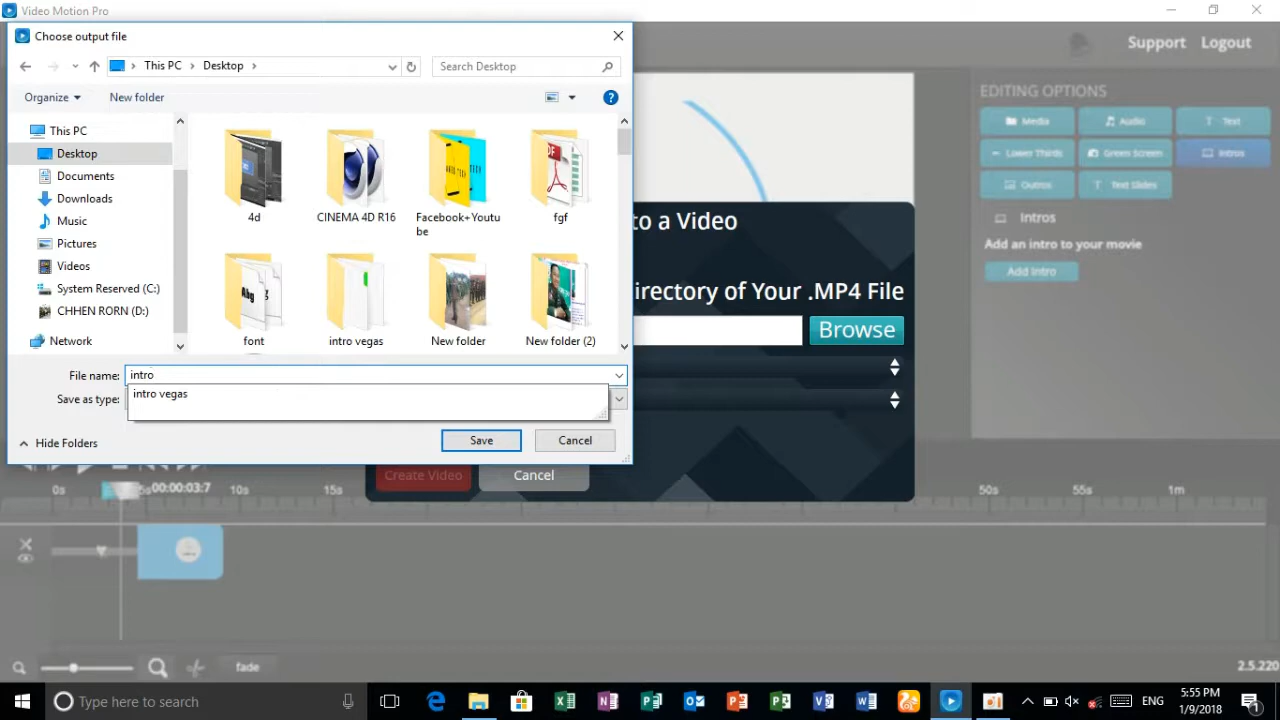 Video Motion Pro
Choose output file
This PC
Desktop
Search Desktop
Organize
New folder
This PC
Desktop
Documents
Downloads
Music
Pictures
Videos
System Reserved (C:)
CHHEN RORN (D:)
Network
4d
CINEMA 4D R16
Facebook+Youtu
be
fgf
font
intro vegas
New folder
New folder (2)
File name:
intro
intro vegas
Save as type:
Hide Folders
Save
Cancel
Support
Logout
EDITING OPTIONS
Media
Audio
Text
Lower Thirds
Green Screen
Intros
Outros
Text Slides
Intros
Add an intro to your movie
Add Intro
to a Video
irectory of Your .MP4 File
Browse
Create Video
Cancel
0s
5s
00:00:03:7
10s
15s
50s
55s
1m
fade
2.5.220
Type here to search
ENG
5:55 PM
1/9/2018